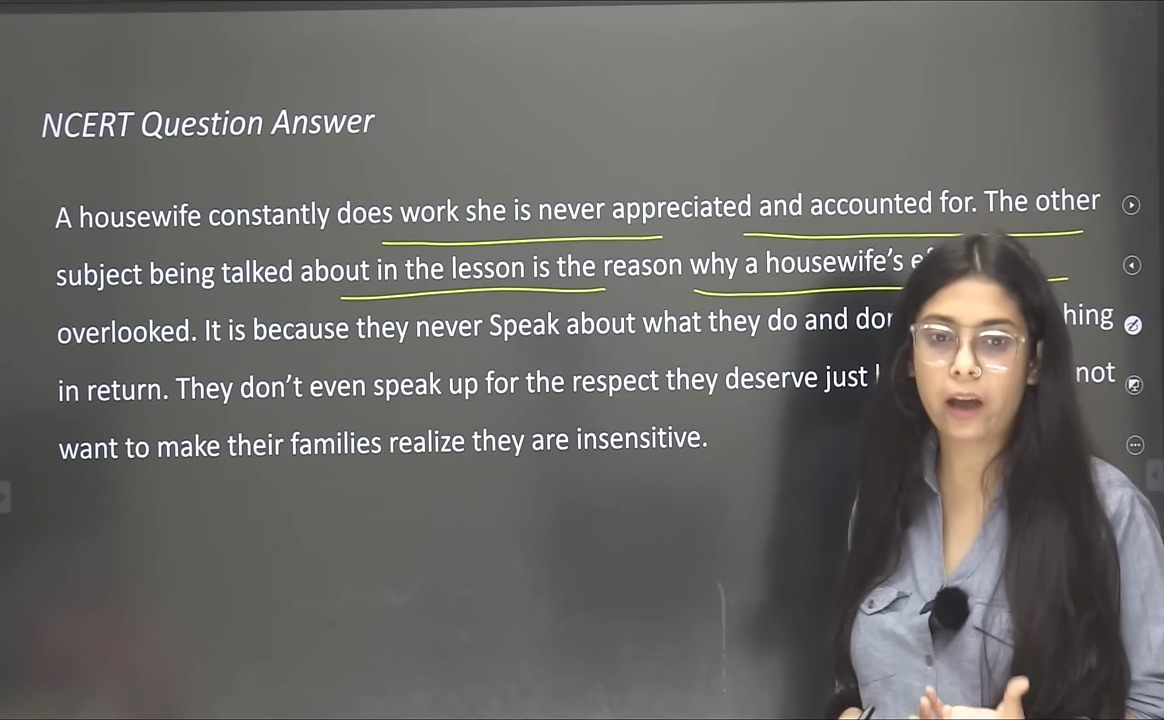 NCERT Question Answer
A housewife constantly does work she is never appreciated and accounted for. The other
subject being talked about in the lesson is the reason why a housewife's
overlooked. It is because they never Speak about what they do and
in return. They don't even speak up for the respect they deserve just not
want to make their families realize they are insensitive.